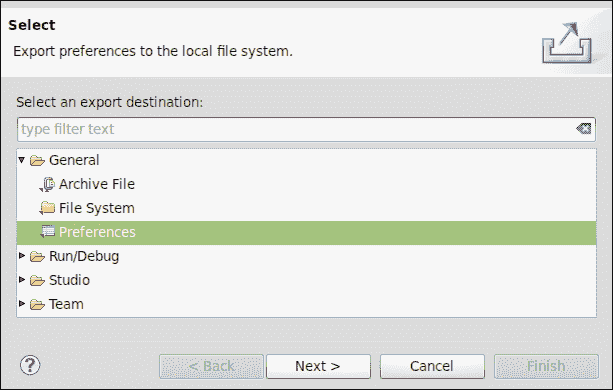 Select
Export preferences to the local file system.
Select an export destination:
type filter text
General
Archive File
File System
Preferences
Run/Debug
Studio
Team
? < Back Next > Cancel Finish